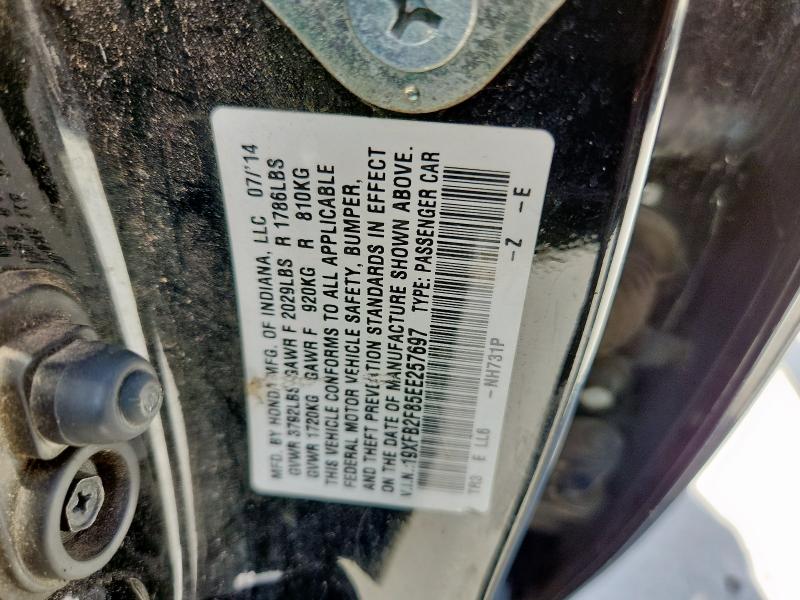 MFD. BY HONDA MFG. OF INDIANA, LLC 07/'14
GVWR 3792LBS GAWR F 2029LBS R 1786LBS
GVWR 1720KG GAWR F 920KG R 810KG
THIS VEHICLE CONFORMS TO ALL APPLICABLE
FEDERAL MOTOR VEHICLE SAFETY, BUMPER,
AND THEFT PREVENTION STANDARDS IN EFFECT
ON THE DATE OF MANUFACTURE SHOWN ABOVE.
V.I.N.:19XFB2F85EE257697 TYPE: PASSENGER CAR
TR3 E LL6 -NH731P -Z -E